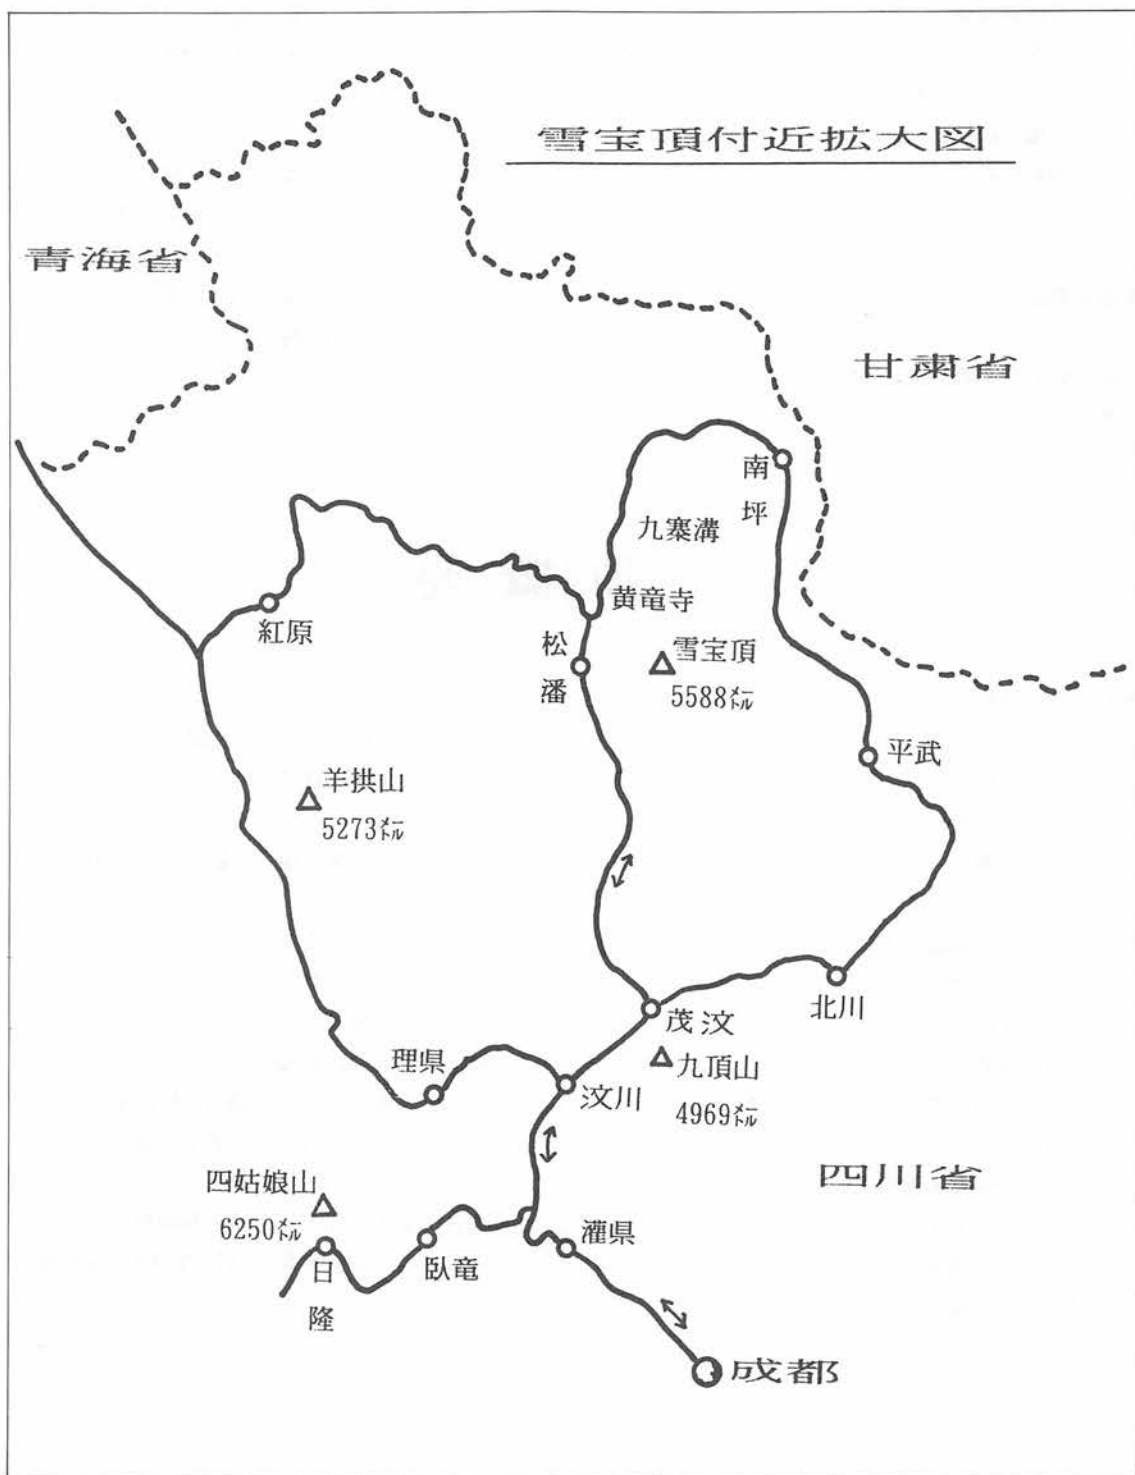 雪宝頂付近拡大図
青海省
甘粛省
南坪
九寨溝
黄竜寺
紅原
松潘
雪宝頂
5588メートル
平武
羊拱山
5273メートル
北川
茂汶
理県
九頂山
汶川
4969メートル
四姑娘山
四川省
6250メートル
灌県
日隆
臥竜
成都